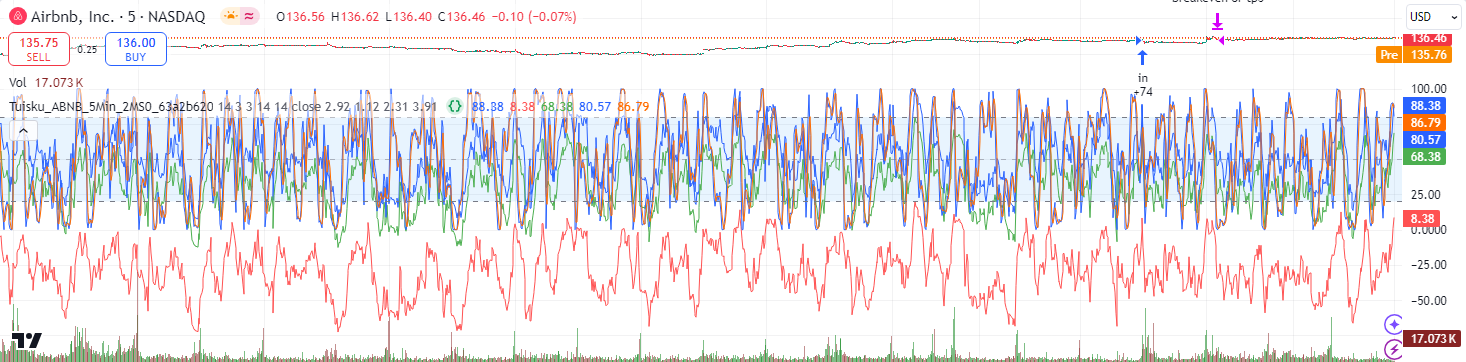 Airbnb, Inc. · 5 · NASDAQ O136.56 H136.62 L136.40 C136.46 −0.10 (−0.07%)
USD
135.75
SELL
0.25
136.00
BUY
136.46
Pre 135.76
Vol 17.073 K
in
+74
14 3 3 14 14 close 2.92 1.12 2.31 3.91 {} 88.38 8.38 68.38 80.57 86.79
100.00
88.38
86.79
80.57
68.38
25.00
8.38
0.0000
−25.00
−50.00
17.073 K